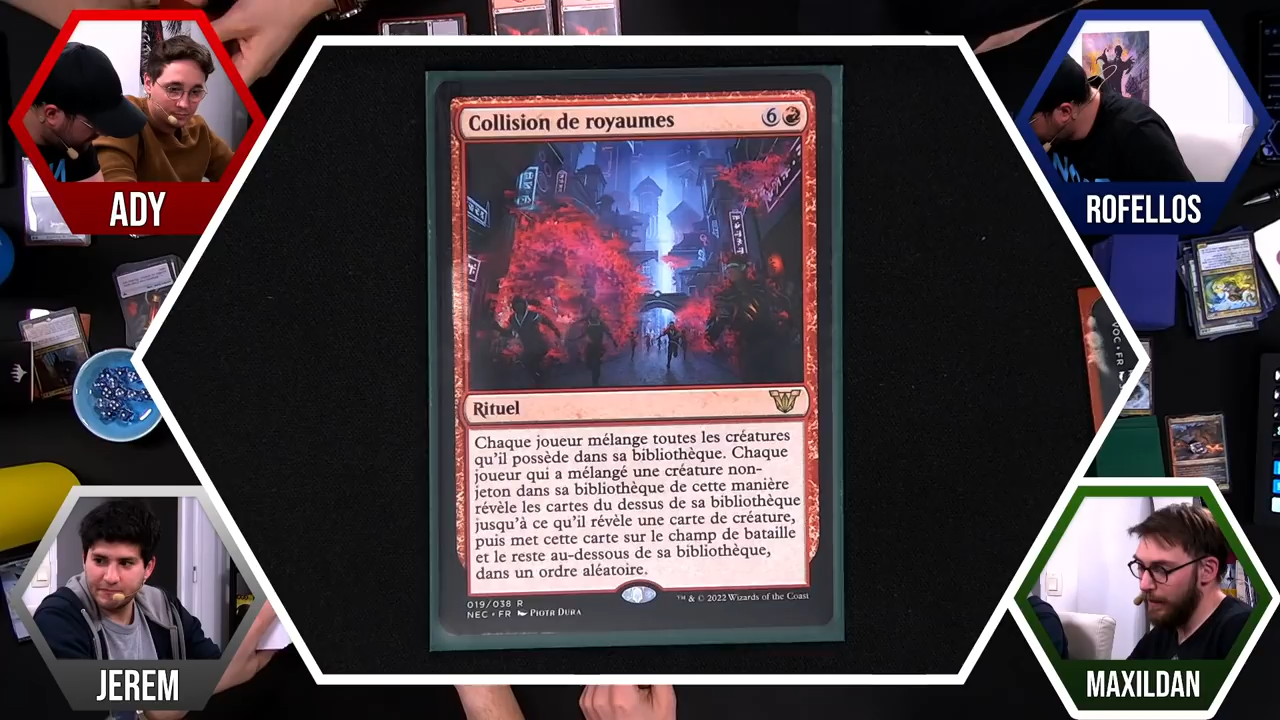 Collision de royaumes
6
Rituel
Chaque joueur mélange toutes les créatures
qu'il possède dans sa bibliothèque. Chaque
joueur qui a mélangé une créature non-
jeton dans sa bibliothèque de cette manière
révèle les cartes du dessus de sa bibliothèque
jusqu'à ce qu'il révèle une carte de créature,
puis met cette carte sur le champ de bataille
et le reste au-dessous de sa bibliothèque,
dans un ordre aléatoire.
019/038 R
NEC • FR Piotr Dura
™ & © 2022 Wizards of the Coast
ADY
ROFELLOS
VOC • FR
JEREM
MAXILDAN